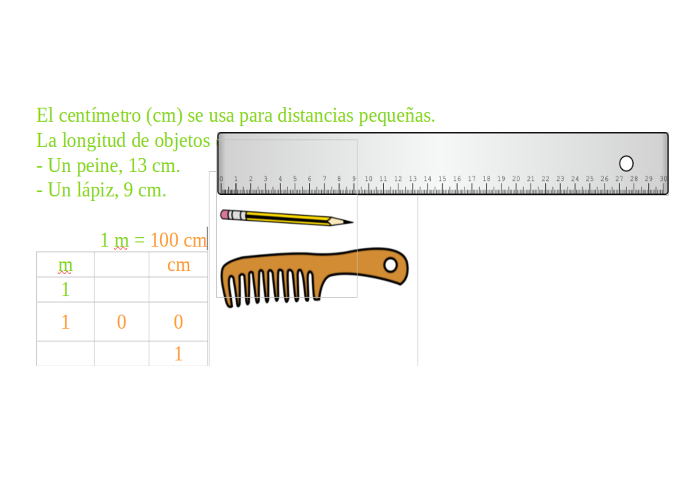 El centímetro (cm) se usa para distancias pequeñas.
La longitud de objetos
- Un peine, 13 cm.
- Un lápiz, 9 cm.
0 1 2 3 4 5 6 7 8 9 10 11 12 13 14 15 16 17 18 19 20 21 22 23 24 25 26 27 28 29 30
1 m = 100 cm
m cm
1
1 0 0
1